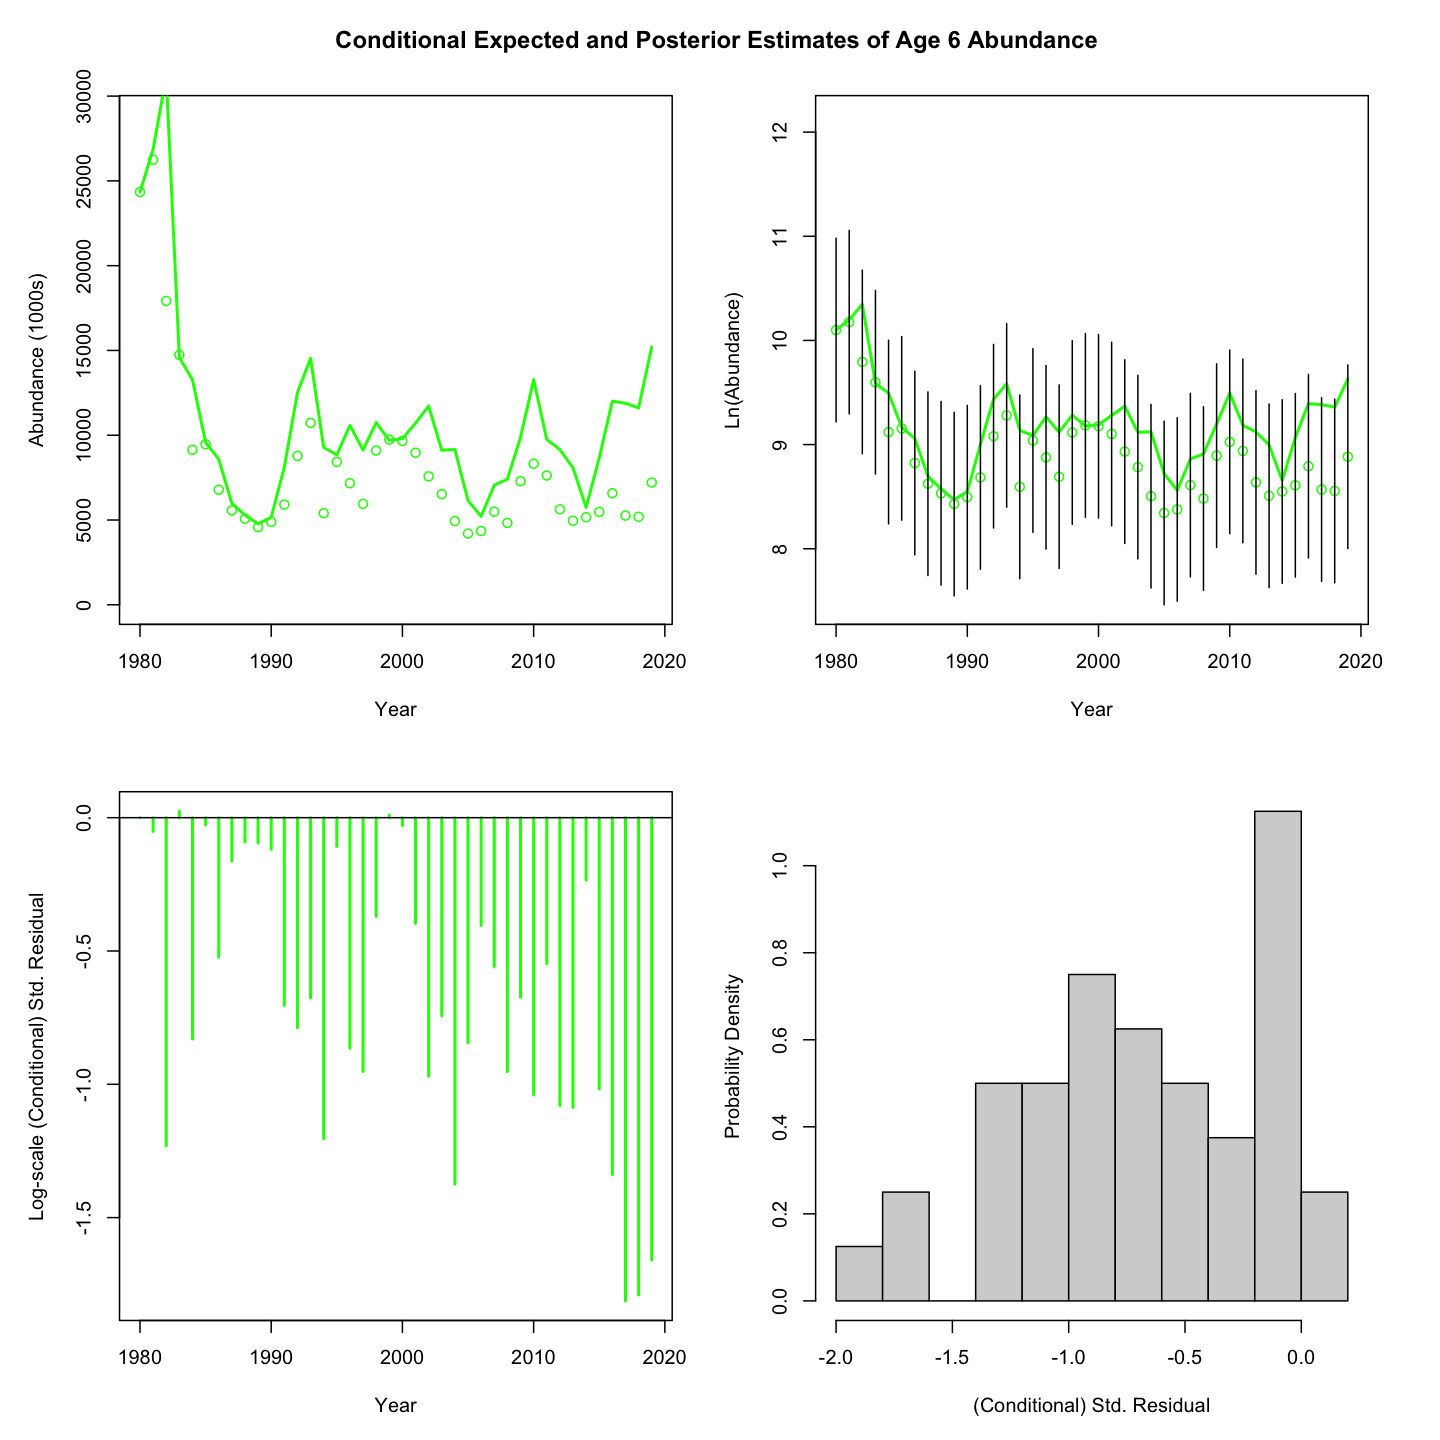 Conditional Expected and Posterior Estimates of Age 6 Abundance
Abundance (1000s)
30000
25000
20000
15000
10000
5000
0
1980 1990 2000 2010 2020
Year
Ln(Abundance)
12
11
10
9
8
1980 1990 2000 2010 2020
Year
Log-scale (Conditional) Std. Residual
0.0
-0.5
-1.0
-1.5
1980 1990 2000 2010 2020
Year
Probability Density
1.0
0.8
0.6
0.4
0.2
0.0
-2.0 -1.5 -1.0 -0.5 0.0
(Conditional) Std. Residual